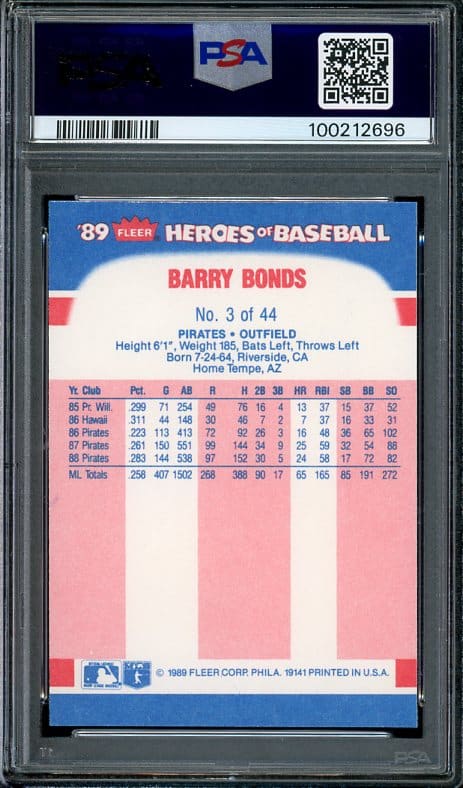 PSA
PSA
100212696
'89 FLEER HEROES OF BASEBALL
BARRY BONDS
No. 3 of 44
PIRATES • OUTFIELD
Height 6'1", Weight 185, Bats Left, Throws Left
Born 7-24-64, Riverside, CA
Home Tempe, AZ
Yr. Club Pct. G AB R H 2B 3B HR RBI SB BB SO
85 Pr. Will. .299 71 254 49 76 16 4 13 37 15 37 52
86 Hawaii .311 44 148 30 46 7 2 7 37 16 33 31
86 Pirates .223 113 413 72 92 26 3 16 48 36 65 102
87 Pirates .261 150 551 99 144 34 9 25 59 32 54 88
88 Pirates .283 144 538 97 152 30 5 24 58 17 72 82
ML Totals .258 407 1502 268 388 90 17 65 165 85 191 272
© 1989 FLEER CORP. PHILA. 19141 PRINTED IN U.S.A.
PSA